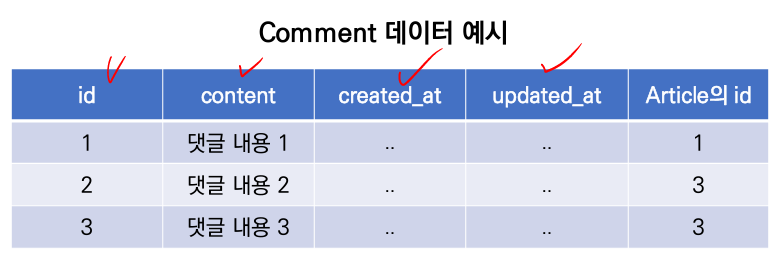 Comment 데이터 예시
id content created_at updated_at Article의 id
1 댓글 내용 1 .. .. 1
2 댓글 내용 2 .. .. 3
3 댓글 내용 3 .. .. 3